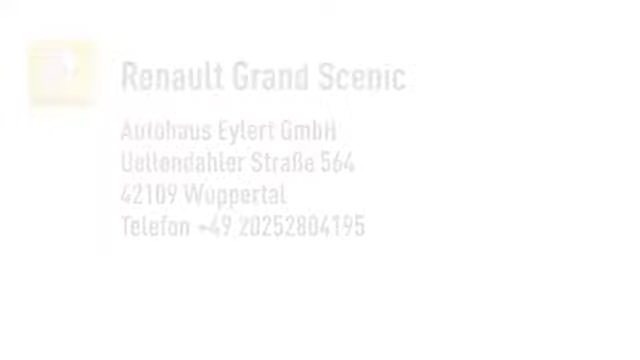 Renault Grand Scenic
Autohaus Eylert GmbH
Uellendahler Straße 564
42109 Wuppertal
Telefon +49 20252804195